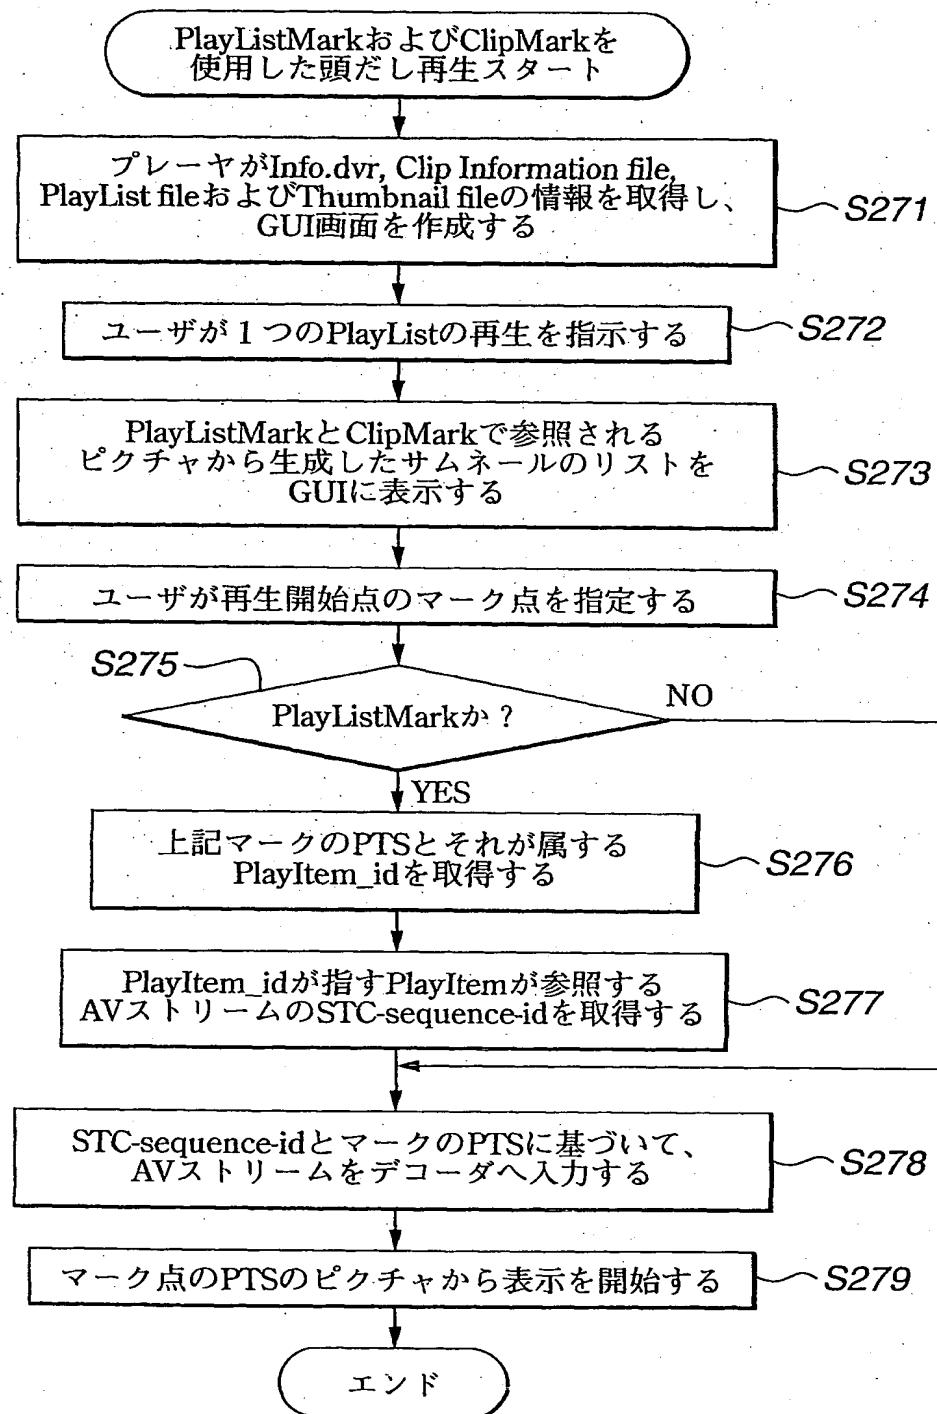 PlayListMarkおよびClipMarkを
使用した頭だし再生スタート
プレーヤがInfo.dvr, Clip Information file,
PlayList fileおよびThumbnail fileの情報を取得し、
GUI画面を作成する
S271
ユーザが1つのPlayListの再生を指示する
S272
PlayListMarkとClipMarkで参照される
ピクチャから生成したサムネールのリストを
GUIに表示する
S273
ユーザが再生開始点のマーク点を指定する
S274
S275
PlayListMarkか?
NO
YES
上記マークのPTSとそれが属する
PlayItem_idを取得する
S276
PlayItem_idが指すPlayItemが参照する
AVストリームのSTC-sequence-idを取得する
S277
STC-sequence-idとマークのPTSに基づいて、
AVストリームをデコーダへ入力する
S278
マーク点のPTSのピクチャから表示を開始する
S279
エンド